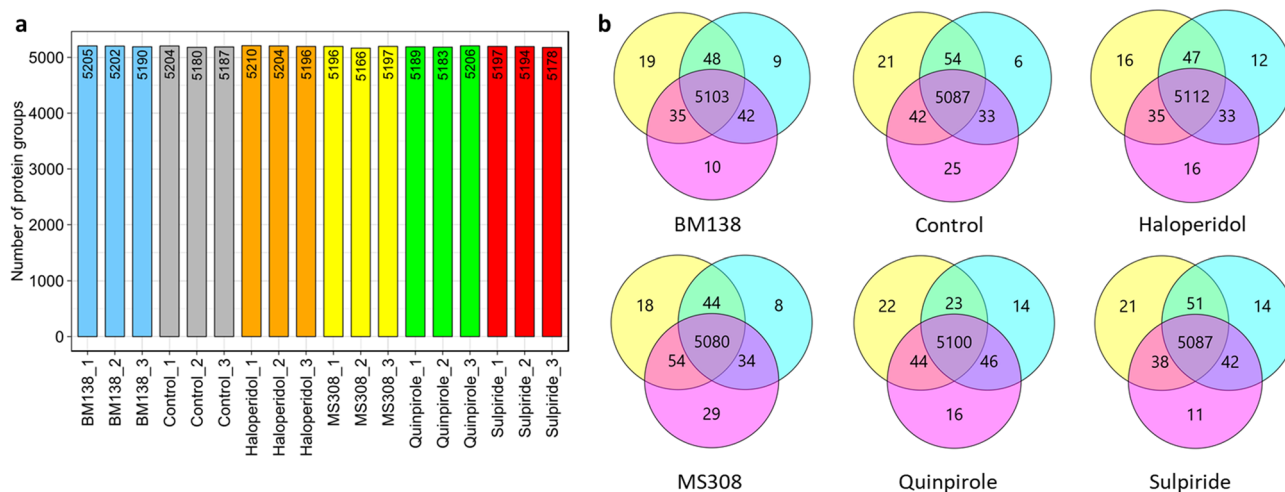 a
Number of protein groups
5000
4000
3000
2000
1000
0
5205
5202
5190
5204
5180
5187
5210
5204
5196
5196
5166
5197
5189
5183
5206
5197
5194
5178
BM138_1
BM138_2
BM138_3
Control_1
Control_2
Control_3
Haloperidol_1
Haloperidol_2
Haloperidol_3
MS308_1
MS308_2
MS308_3
Quinpirole_1
Quinpirole_2
Quinpirole_3
Sulpiride_1
Sulpiride_2
Sulpiride_3
b
19 48 9
5103
35 42
10
BM138
21 54 6
5087
42 33
25
Control
16 47 12
5112
35 33
16
Haloperidol
18 44 8
5080
54 34
29
MS308
22 23 14
5100
44 46
16
Quinpirole
21 51 14
5087
38 42
11
Sulpiride